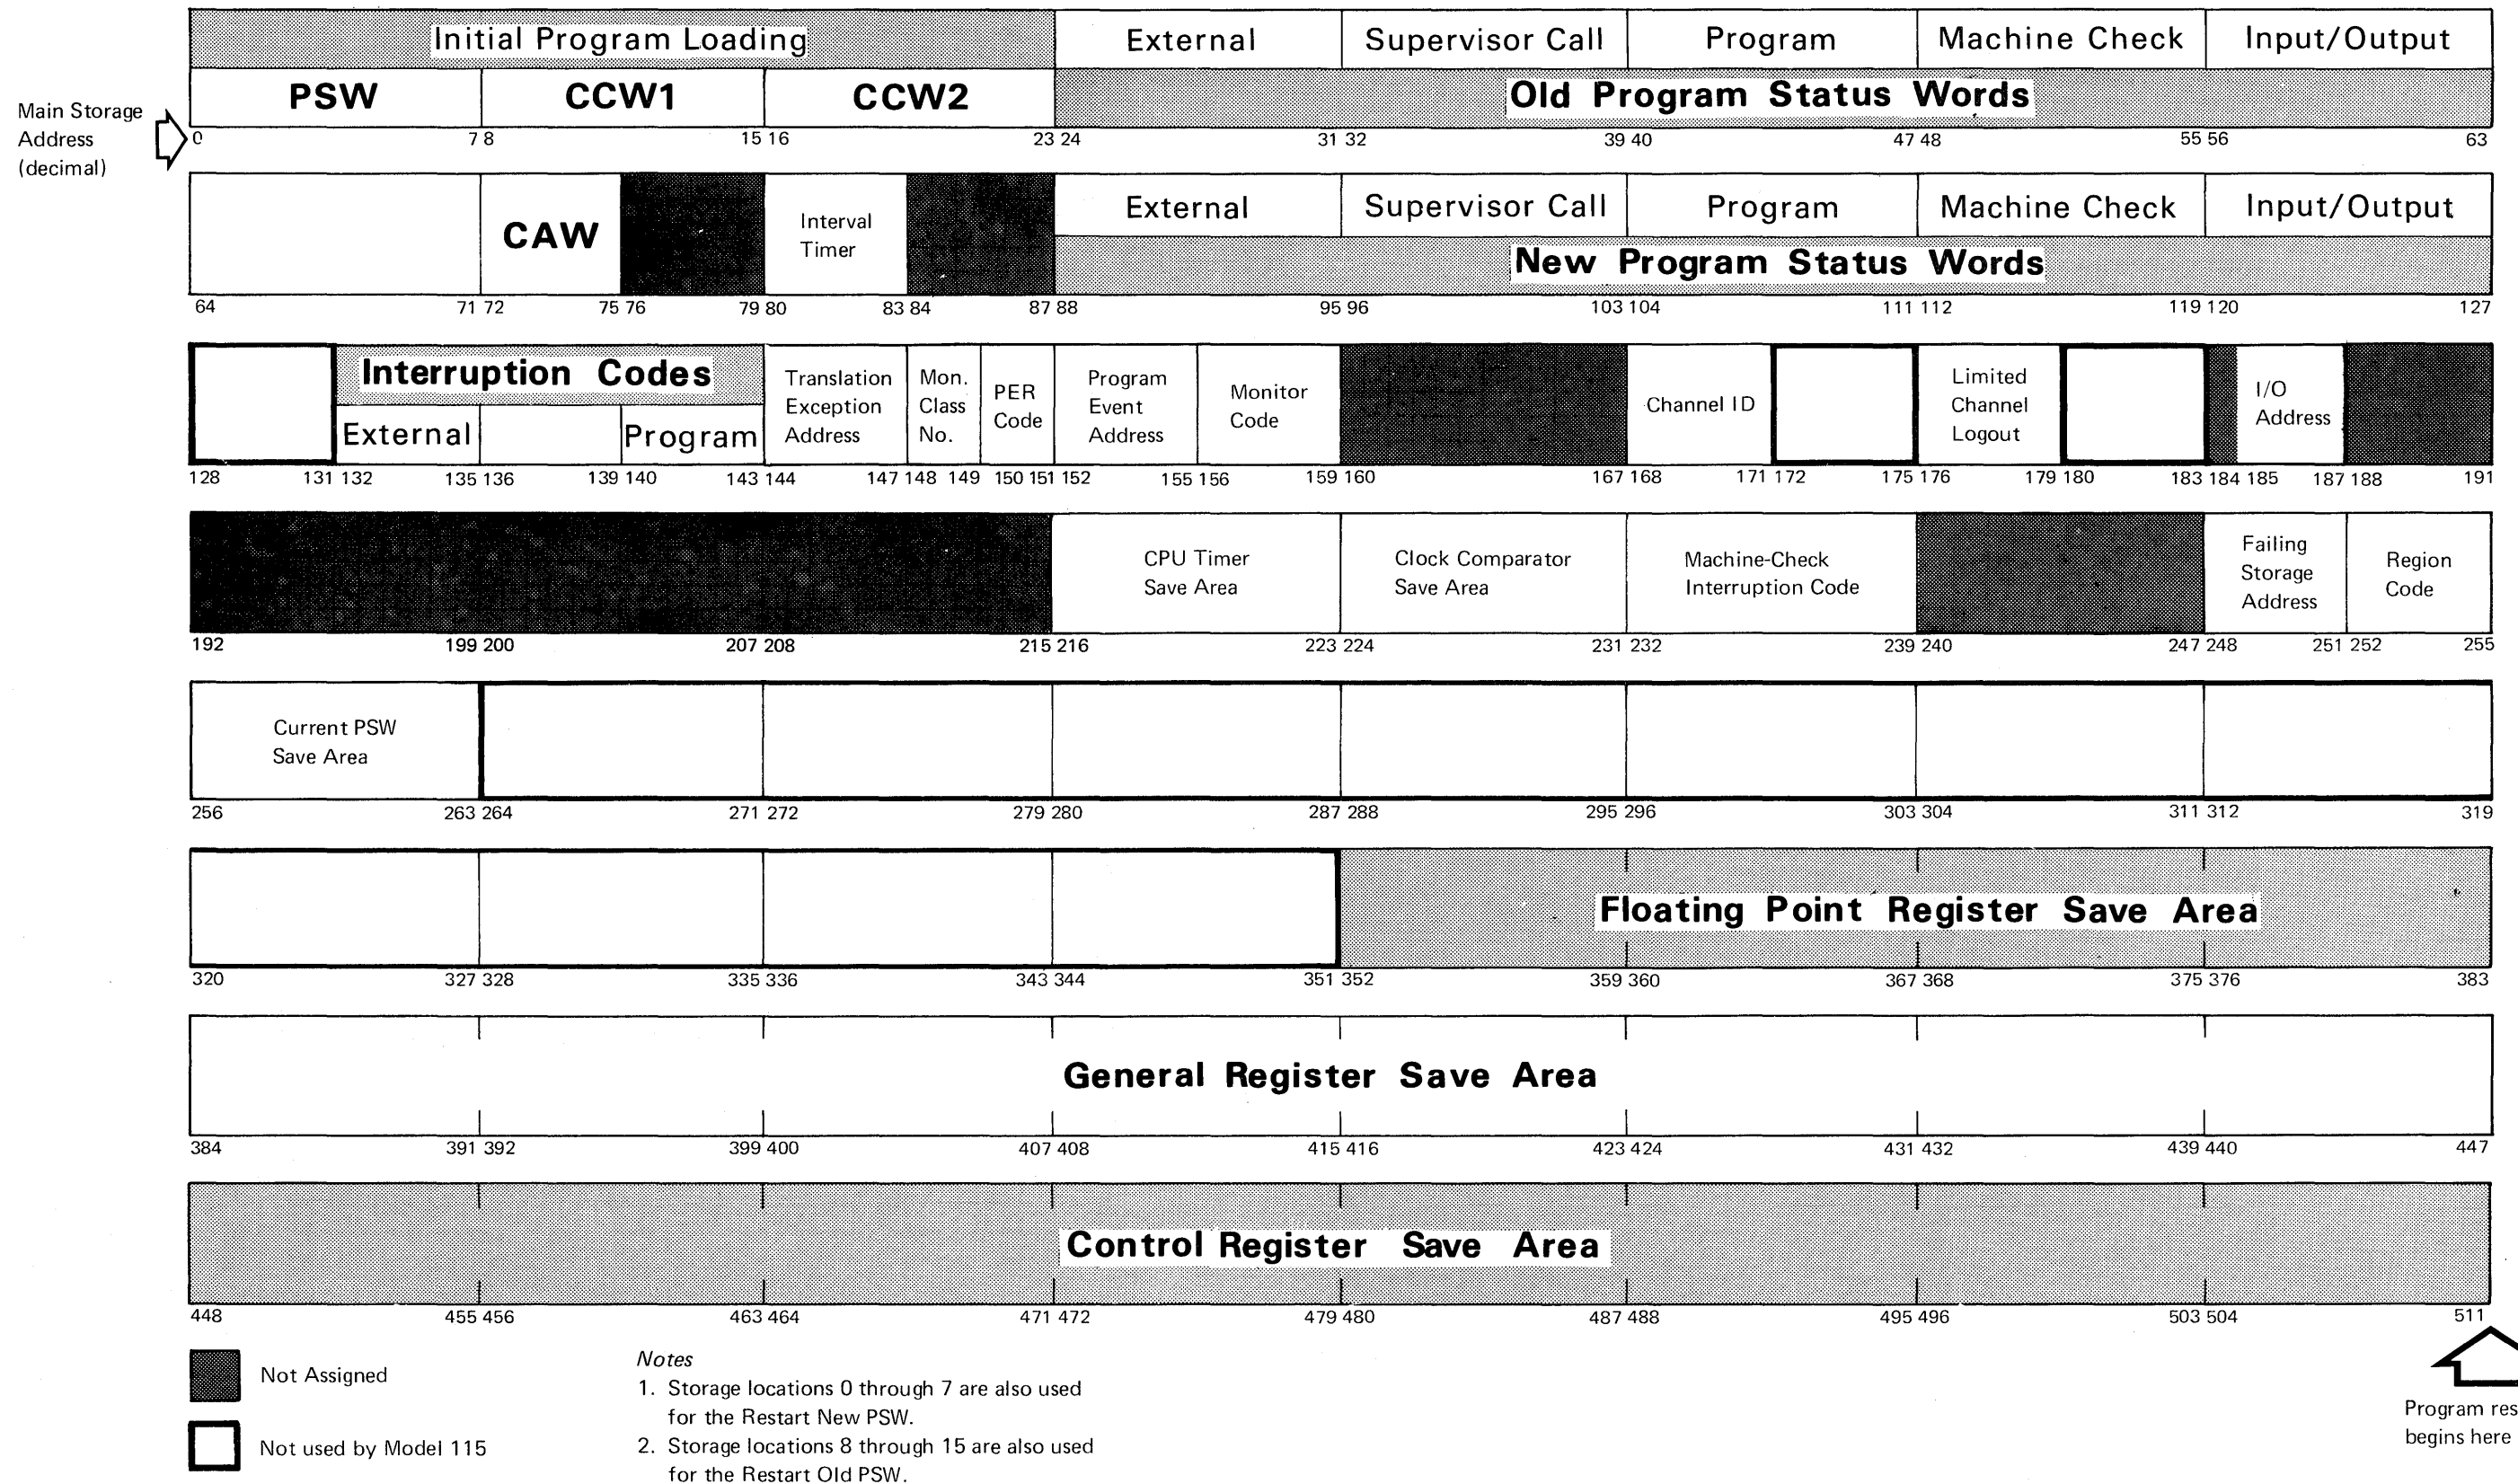 Initial Program Loading
External
Supervisor Call
Program
Machine Check
Input/Output
PSW
CCW1
CCW2
Old Program Status Words
Main Storage
Address
(decimal)
0 7 8 15 16 23 24 31 32 39 40 47 48 55 56 63
CAW
Interval
Timer
External
Supervisor Call
Program
Machine Check
Input/Output
New Program Status Words
64 71 72 75 76 79 80 83 84 87 88 95 96 103 104 111 112 119 120 127
Interruption Codes
External
Program
Translation
Exception
Address
Mon.
Class
No.
PER
Code
Program
Event
Address
Monitor
Code
Channel ID
Limited
Channel
Logout
I/O
Address
128 131 132 135 136 139 140 143 144 147 148 149 150 151 152 155 156 159 160 167 168 171 172 175 176 179 180 183 184 185 187 188 191
CPU Timer
Save Area
Clock Comparator
Save Area
Machine-Check
Interruption Code
Failing
Storage
Address
Region
Code
192 199 200 207 208 215 216 223 224 231 232 239 240 247 248 251 252 255
Current PSW
Save Area
256 263 264 271 272 279 280 287 288 295 296 303 304 311 312 319
Floating Point Register Save Area
320 327 328 335 336 343 344 351 352 359 360 367 368 375 376 383
General Register Save Area
384 391 392 399 400 407 408 415 416 423 424 431 432 439 440 447
Control Register Save Area
448 455 456 463 464 471 472 479 480 487 488 495 496 503 504 511
Not Assigned
Not used by Model 115
Notes
1. Storage locations 0 through 7 are also used
for the Restart New PSW.
2. Storage locations 8 through 15 are also used
for the Restart Old PSW.
Program res
begins here